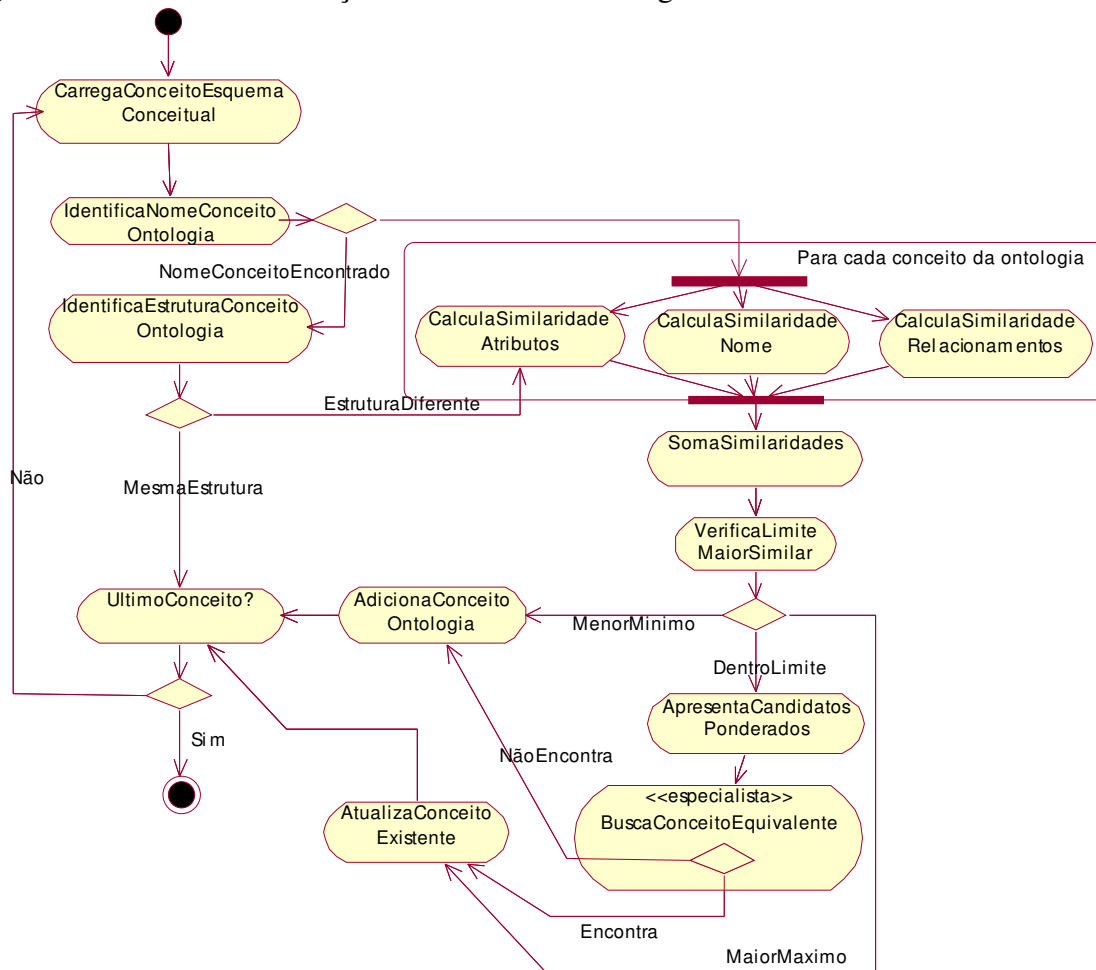 CarregaConceitoEsquema
Conceitual
IdentificaNomeConceito
Ontologia
NomeConceitoEncontrado
Para cada conceito da ontologia
IdentificaEstruturaConceito
Ontologia
CalculaSimilaridade
Atributos
CalculaSimilaridade
Nome
CalculaSimilaridade
Relacionamentos
EstruturaDiferente
SomaSimilaridades
Não
MesmaEstrutura
VerificaLimite
MaiorSimilar
UltimoConceito?
AdicionaConceito
Ontologia
MenorMinimo
DentroLimite
ApresentaCandidatos
Ponderados
Sim
NãoEncontra
<<especialista>>
BuscaConceitoEquivalente
AtualizaConceito
Existente
Encontra
MaiorMaximo